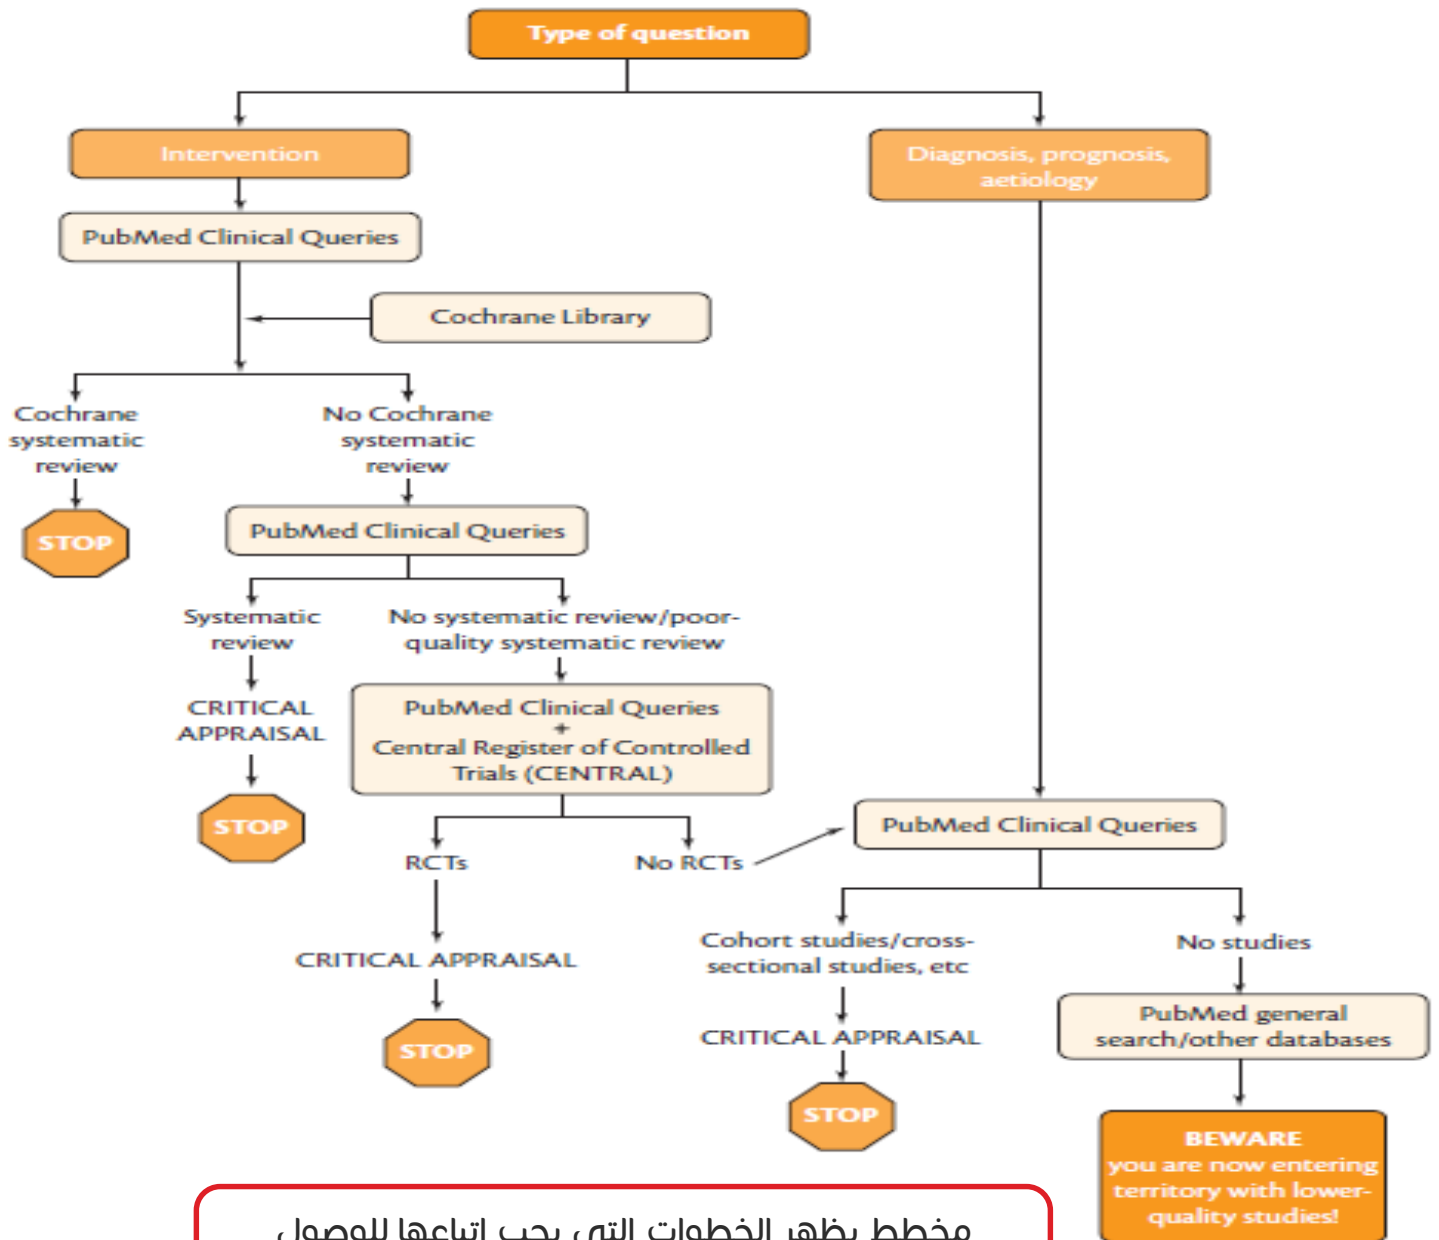 Type of question
Intervention
Diagnosis, prognosis,
aetiology
PubMed Clinical Queries
Cochrane Library
Cochrane
systematic
review
No Cochrane
systematic
review
STOP
PubMed Clinical Queries
Systematic
review
No systematic review/poor-
quality systematic review
CRITICAL
APPRAISAL
PubMed Clinical Queries
+
Central Register of Controlled
Trials (CENTRAL)
STOP
RCTs
No RCTs
PubMed Clinical Queries
CRITICAL APPRAISAL
STOP
Cohort studies/cross-
sectional studies, etc
No studies
CRITICAL APPRAISAL
STOP
PubMed general
search/other databases
BEWARE
you are now entering
territory with lower-
quality studies!
مخطط يظهر الخطوات التي يجب اتباعها للوصول